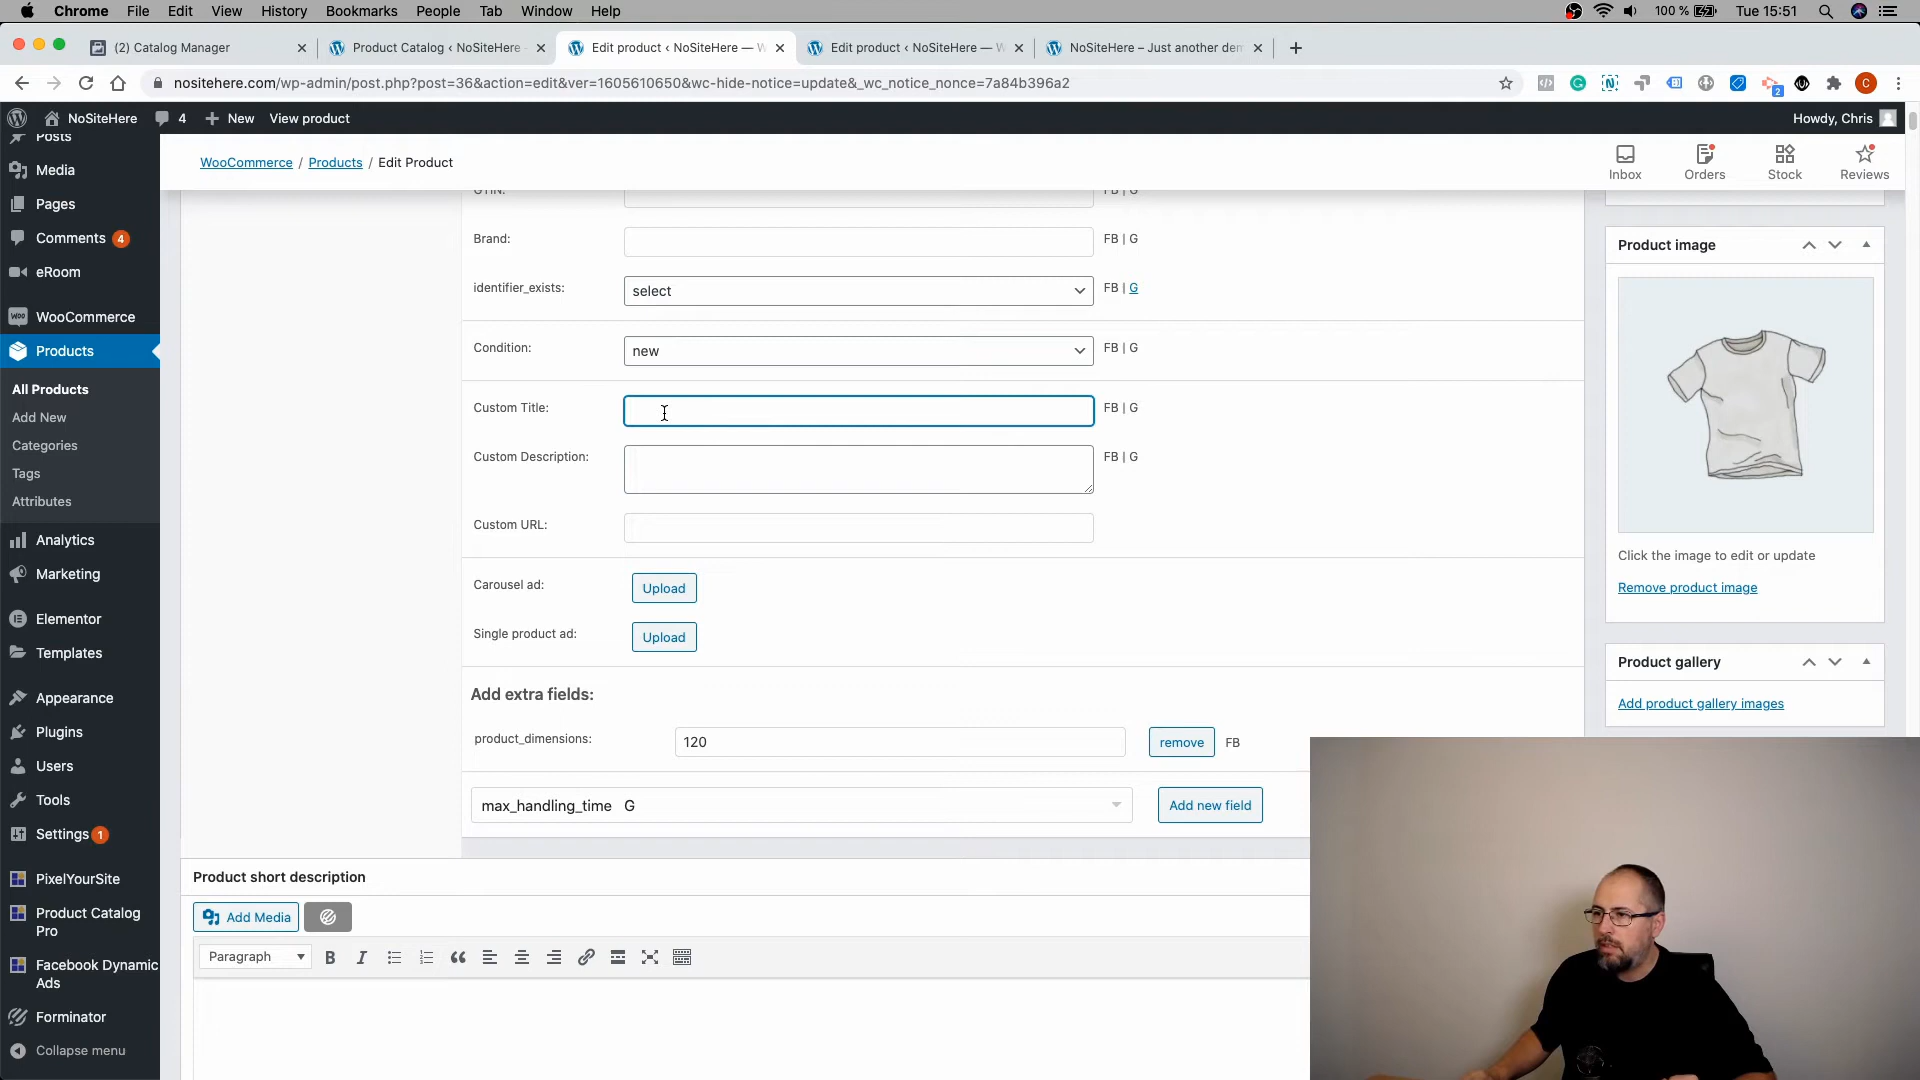 Chrome File Edit View History Bookmarks People Tab Window Help 100 % Tue 15:51
(2) Catalog Manager
Product Catalog ‹ NoSiteHere -
Edit product ‹ NoSiteHere — W
Edit product ‹ NoSiteHere — W
NoSiteHere – Just another dem
nositehere.com/wp-admin/post.php?post=36&action=edit&ver=1605610650&wc-hide-notice=update&_wc_notice_nonce=7a84b396a2
2
C
NoSiteHere 4 New View product Howdy, Chris
WooCommerce / Products / Edit Product
Inbox
Orders
Stock
Reviews
Posts
Media
Pages
Comments 4
eRoom
WooCommerce
Products
All Products
Add New
Categories
Tags
Attributes
Analytics
Marketing
Elementor
Templates
Appearance
Plugins
Users
Tools
Settings 1
PixelYourSite
Product Catalog
Pro
Facebook Dynamic
Ads
Forminator
Collapse menu
GTIN: FB | G
Brand: FB | G
identifier_exists: select FB | G
Condition: new FB | G
Custom Title: FB | G
Custom Description: FB | G
Custom URL:
Carousel ad: Upload
Single product ad: Upload
Add extra fields:
product_dimensions: 120 remove FB
max_handling_time G Add new field
Product short description
Add Media
Paragraph
Product image
Click the image to edit or update
Remove product image
Product gallery
Add product gallery images